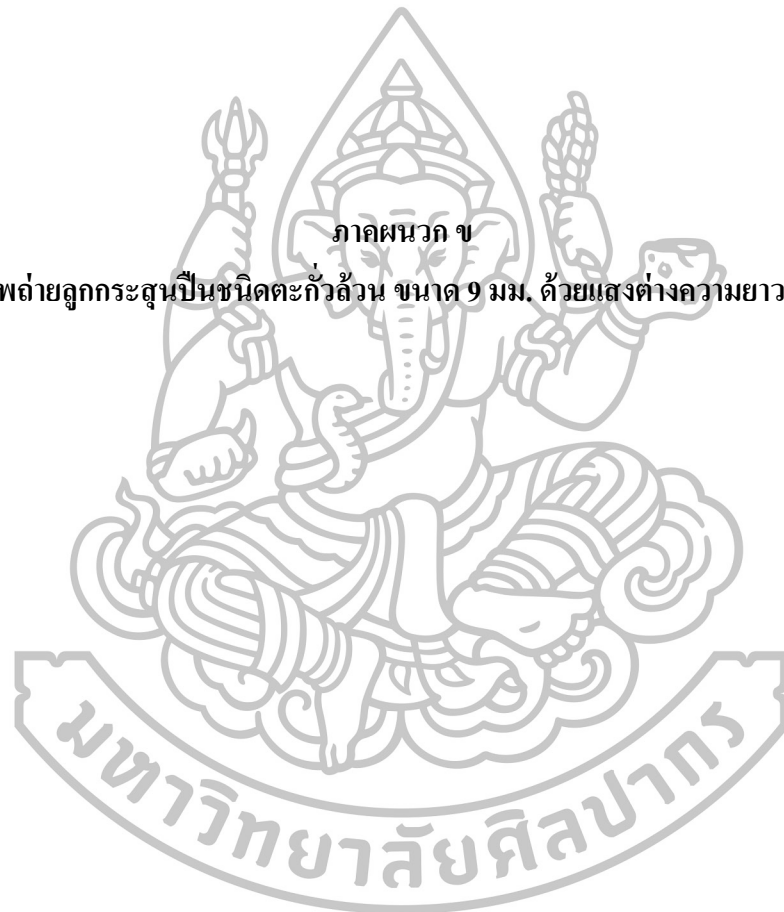 ภาคผนวก ข
พถ่ายลูกกระสุนปืนชนิดตะกั่วล้วน ขนาด 9 มม. ด้วยแสงต่างความยาว
มหาวิทยาลัยศิลปากร